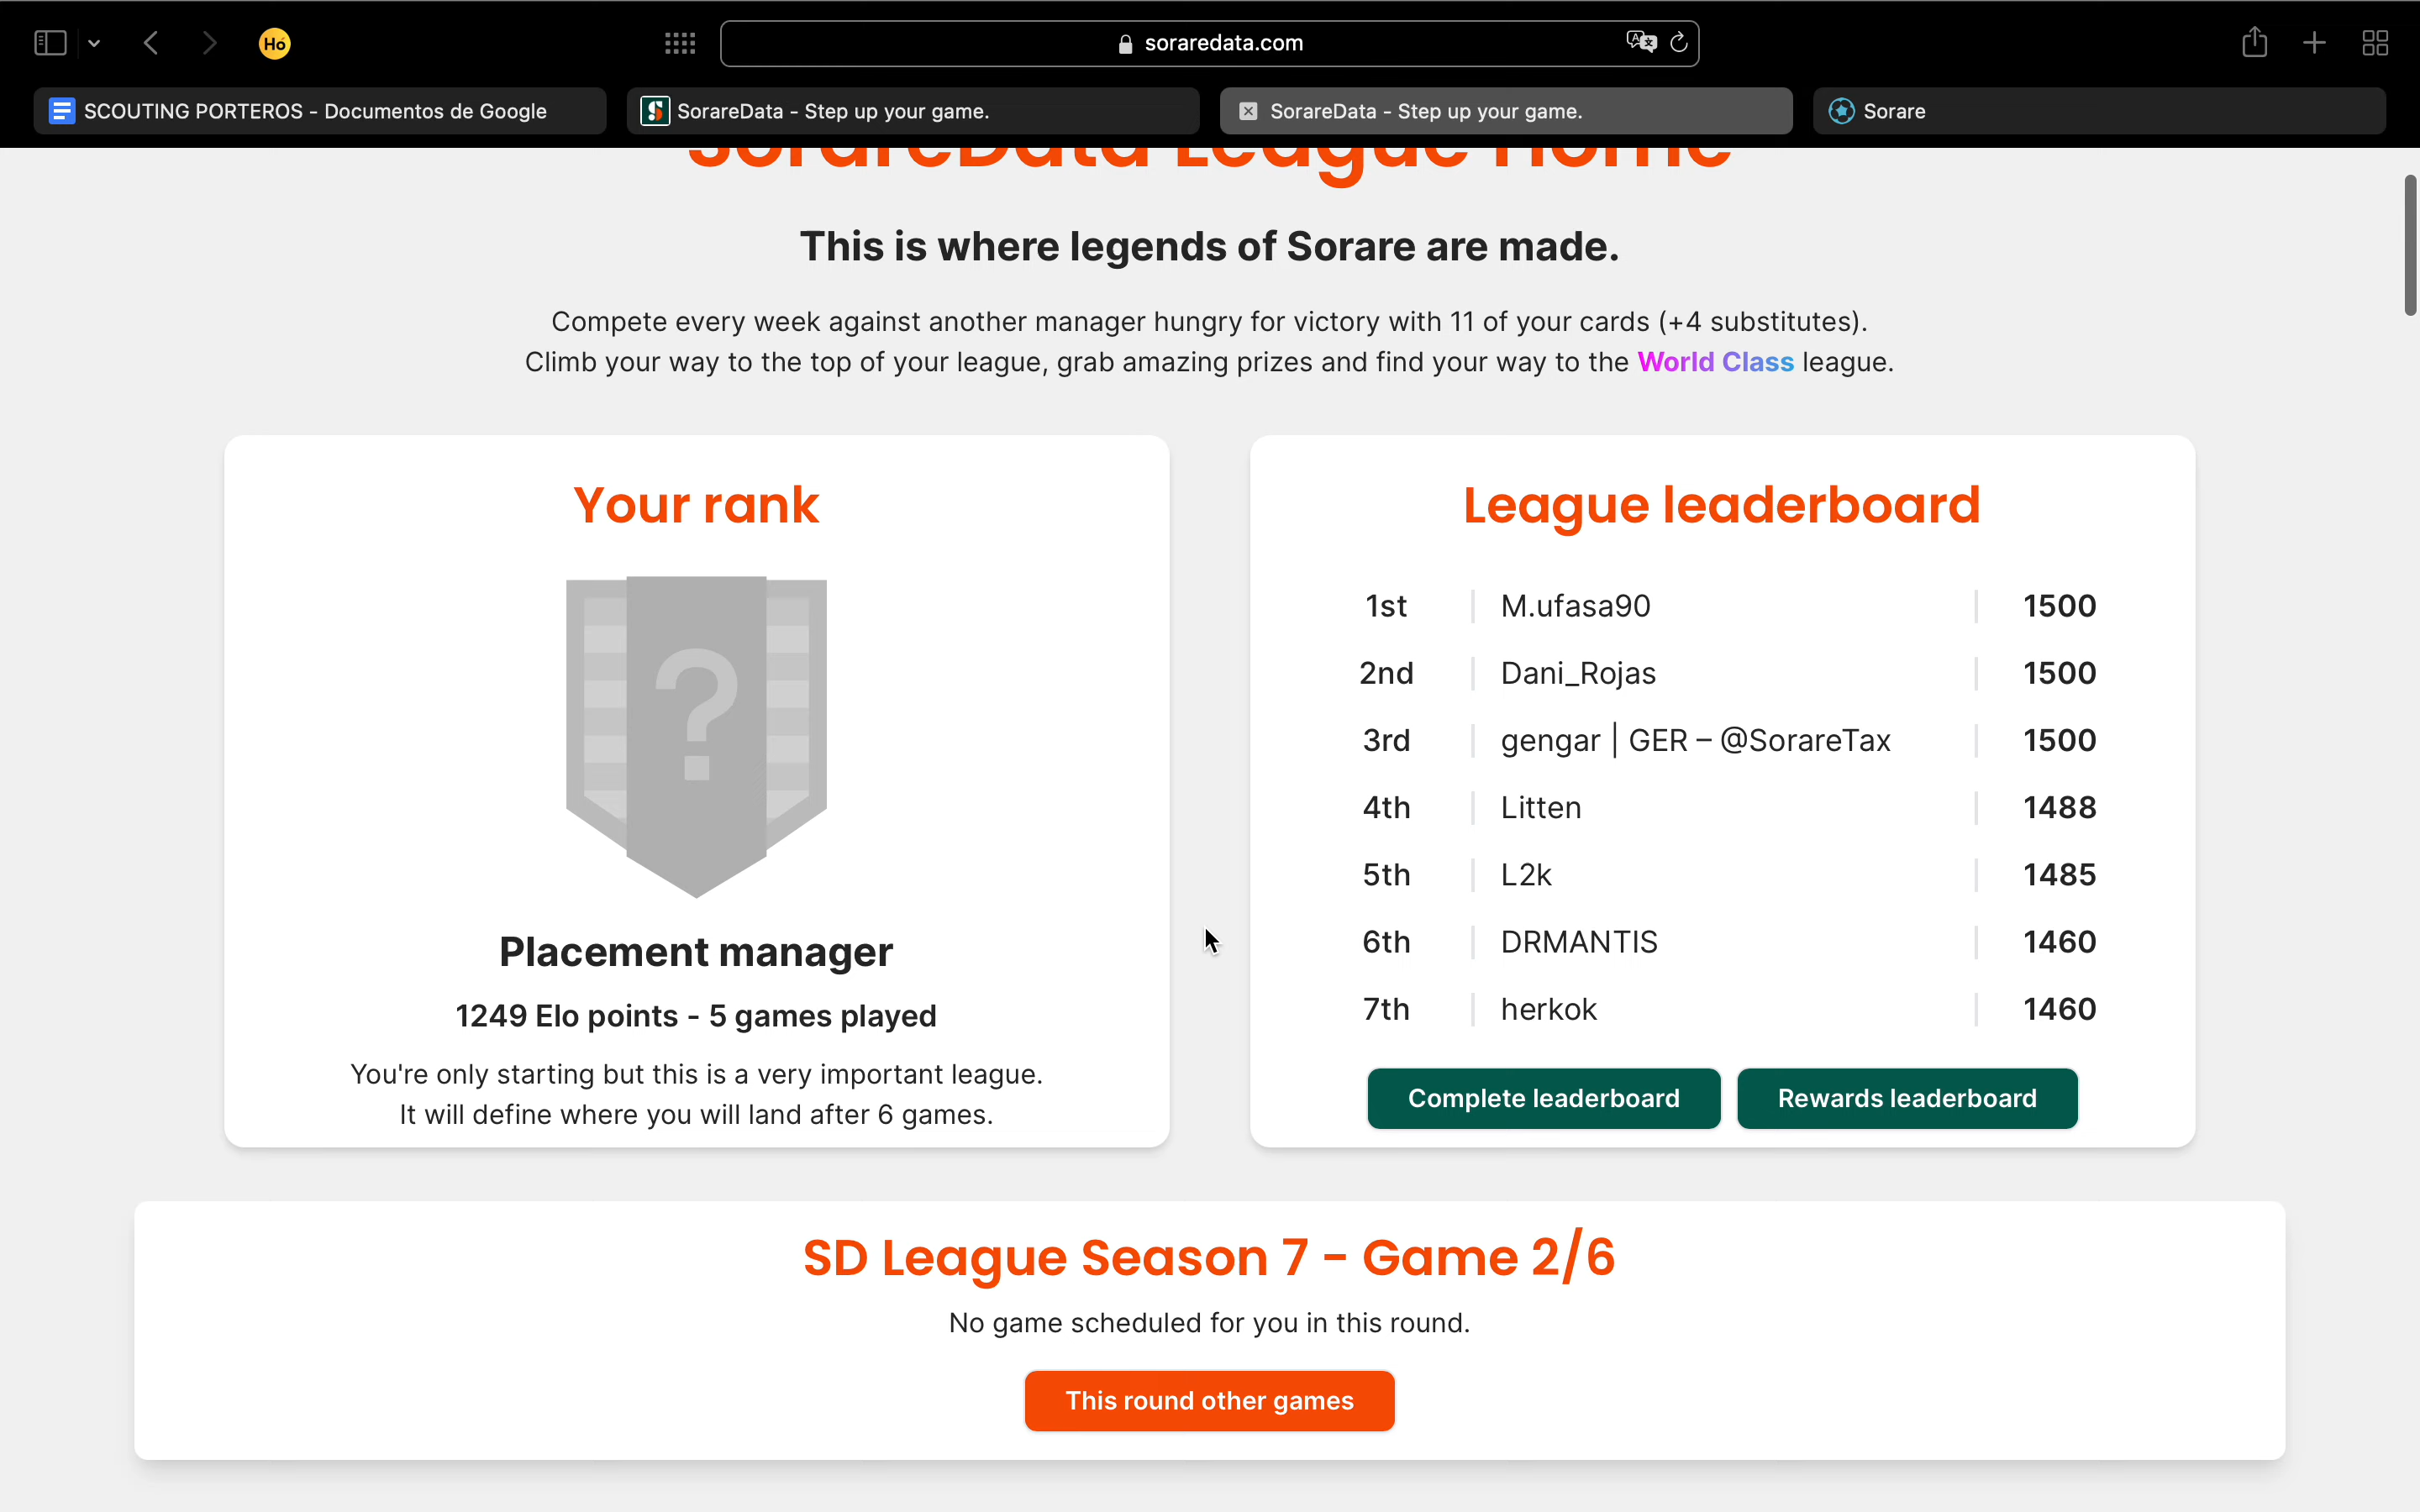 Hó
soraredata.com
SCOUTING PORTEROS - Documentos de Google
SorareData - Step up your game.
SorareData - Step up your game.
Sorare
SorareData League Home
This is where legends of Sorare are made.
Compete every week against another manager hungry for victory with 11 of your cards (+4 substitutes).
Climb your way to the top of your league, grab amazing prizes and find your way to the World Class league.
Your rank
?
Placement manager
1249 Elo points - 5 games played
You're only starting but this is a very important league.
It will define where you will land after 6 games.
League leaderboard
1st M.ufasa90 1500
2nd Dani_Rojas 1500
3rd gengar | GER – @SorareTax 1500
4th Litten 1488
5th L2k 1485
6th DRMANTIS 1460
7th herkok 1460
Complete leaderboard
Rewards leaderboard
SD League Season 7 - Game 2/6
No game scheduled for you in this round.
This round other games